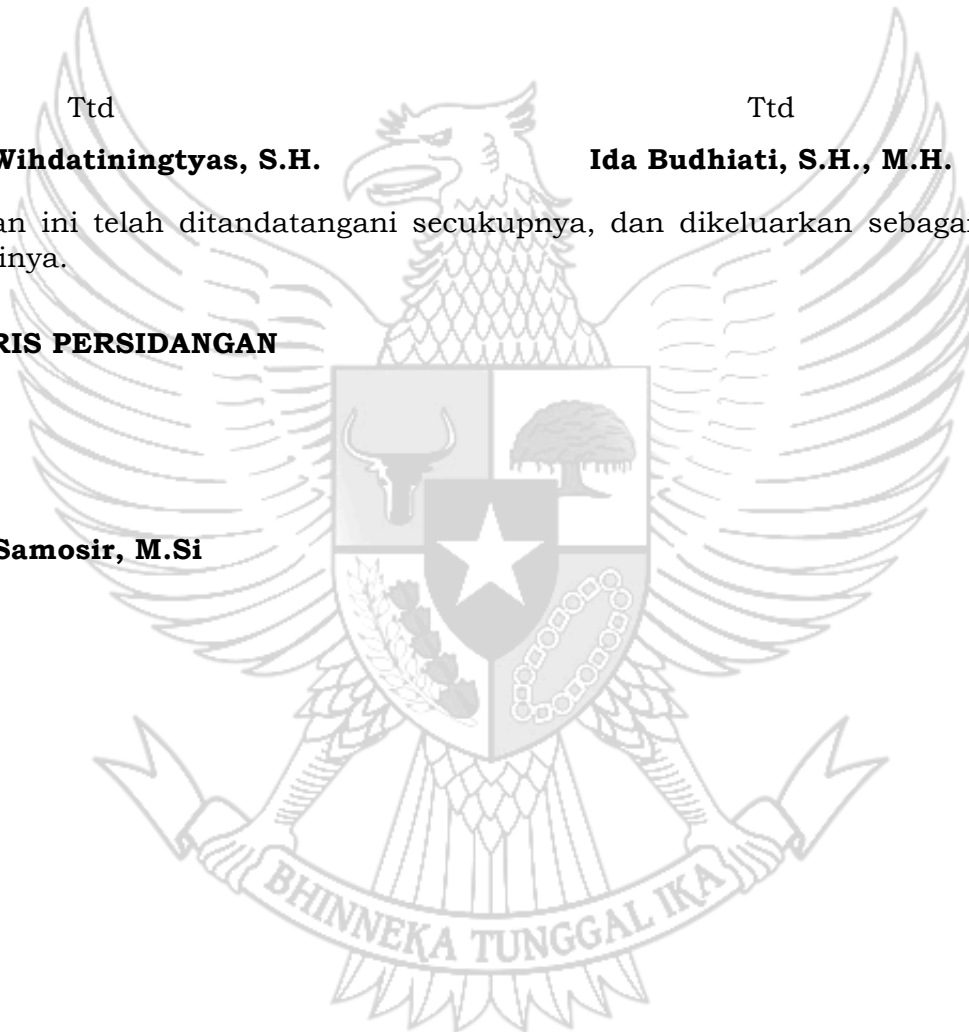 Ttd Ttd
Wihdatiningtyas, S.H. Ida Budhiati, S.H., M.H.
an ini telah ditandatangani secukupnya, dan dikeluarkan sebagai
inya.
RIS PERSIDANGAN
Samosir, M.Si
BHINNEKA TUNGGAL IKA